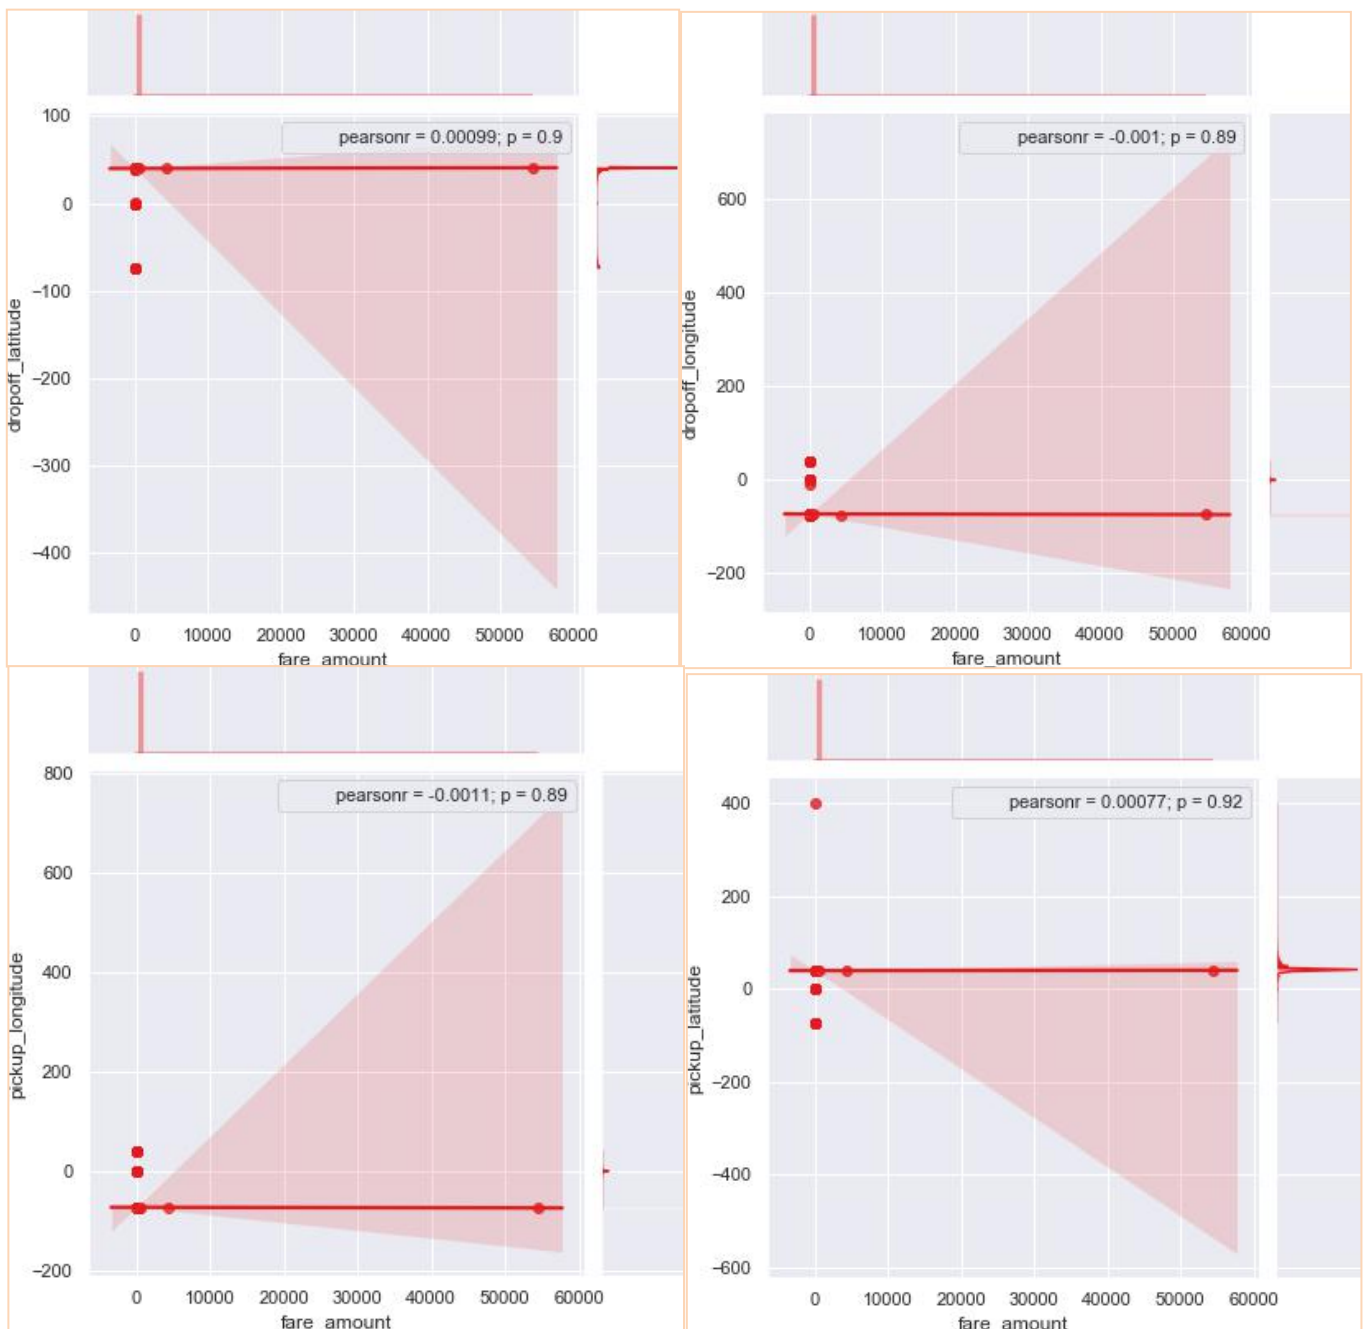 pearsonr = 0.00099; p = 0.9
100
0
−100
−200
−300
−400
dropoff_latitude
0 10000 20000 30000 40000 50000 60000
fare_amount
pearsonr = -0.001; p = 0.89
600
400
200
0
−200
dropoff_longitude
0 10000 20000 30000 40000 50000 60000
fare_amount
pearsonr = -0.0011; p = 0.89
800
600
400
200
0
−200
pickup_longitude
0 10000 20000 30000 40000 50000 60000
fare_amount
pearsonr = 0.00077; p = 0.92
400
200
0
−200
−400
−600
pickup_latitude
0 10000 20000 30000 40000 50000 60000
fare_amount